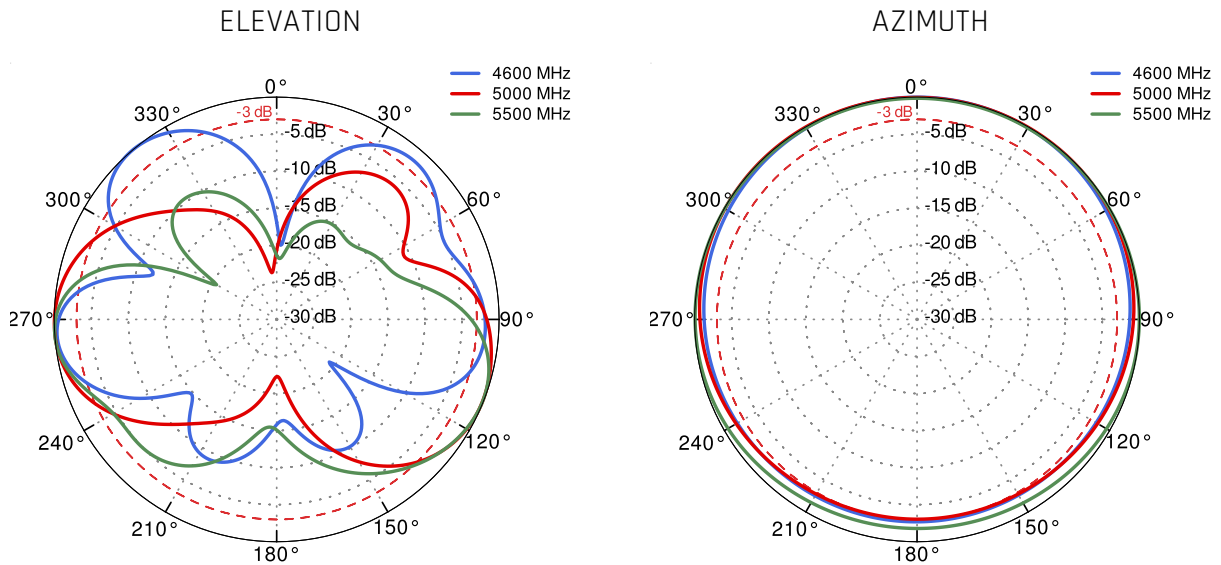 ELEVATION
4600 MHz
5000 MHz
5500 MHz
0°
30°
60°
90°
120°
150°
180°
210°
240°
270°
300°
330°
-3 dB
-5 dB
-10 dB
-15 dB
-20 dB
-25 dB
-30 dB
AZIMUTH
4600 MHz
5000 MHz
5500 MHz
0°
30°
60°
90°
120°
150°
180°
210°
240°
270°
300°
330°
-3 dB
-5 dB
-10 dB
-15 dB
-20 dB
-25 dB
-30 dB